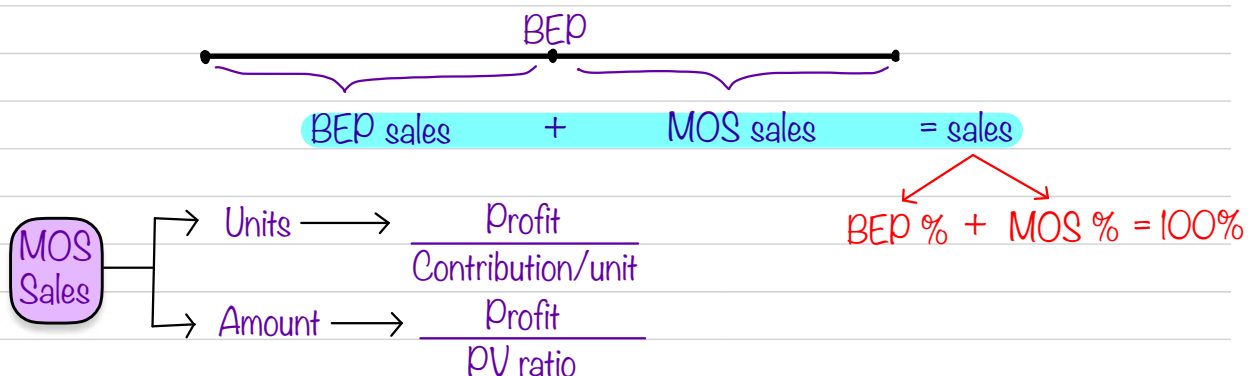 BEP
BEP sales + MOS sales = sales
BEP % + MOS % = 100%
MOS
Sales
Units
Profit
Contribution/unit
Amount
Profit
PV ratio